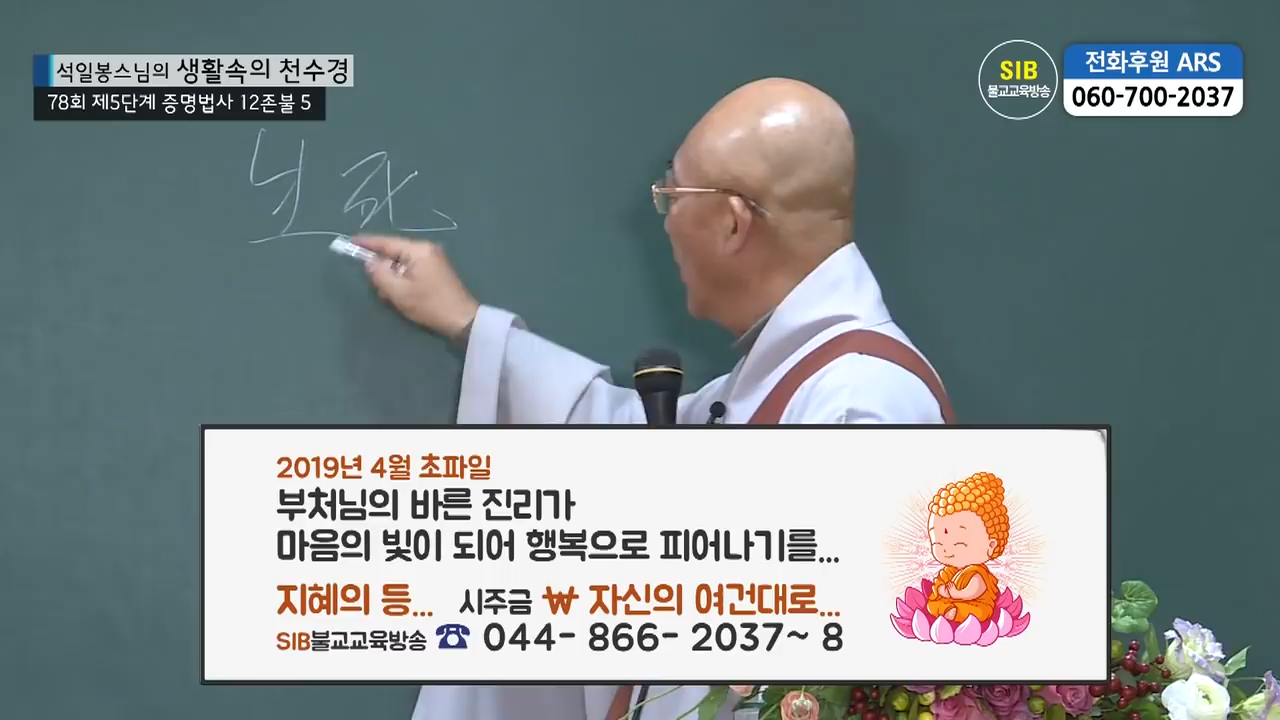 석일봉스님의 생활속의 천수경
78회 제5단계 증명법사 12존불 5
SIB
불교교육방송
전화후원 ARS
060-700-2037
뇌死
2019년 4월 초파일
부처님의 바른 진리가
마음의 빛이 되어 행복으로 피어나기를...
지혜의 등... 시주금 ₩ 자신의 여건대로...
SIB불교교육방송 ☎ 044- 866- 2037~ 8